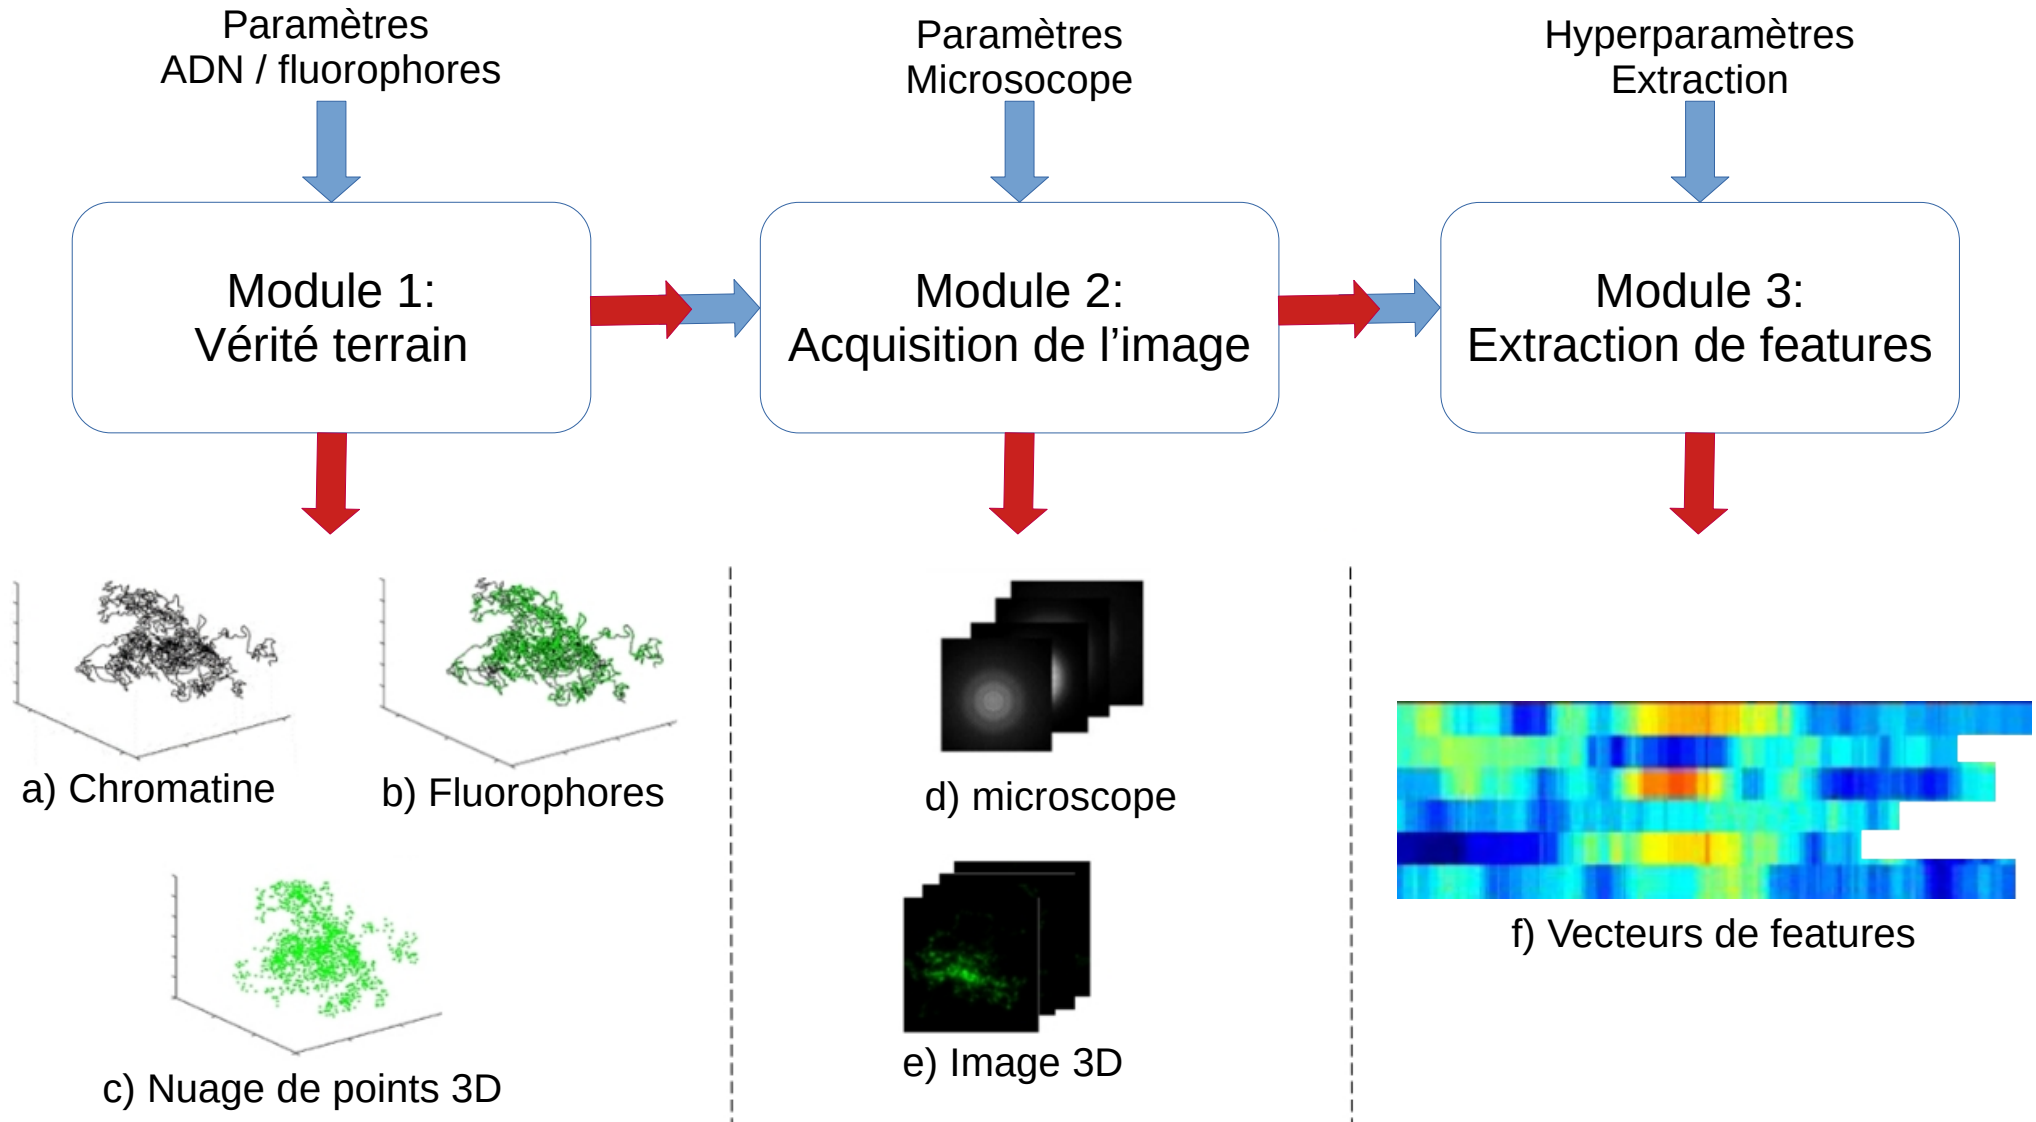 Paramètres
ADN / fluorophores
Paramètres
Microsocope
Hyperparamètres
Extraction
Module 1:
Vérité terrain
Module 2:
Acquisition de l’image
Module 3:
Extraction de features
a) Chromatine
b) Fluorophores
c) Nuage de points 3D
d) microscope
e) Image 3D
f) Vecteurs de features